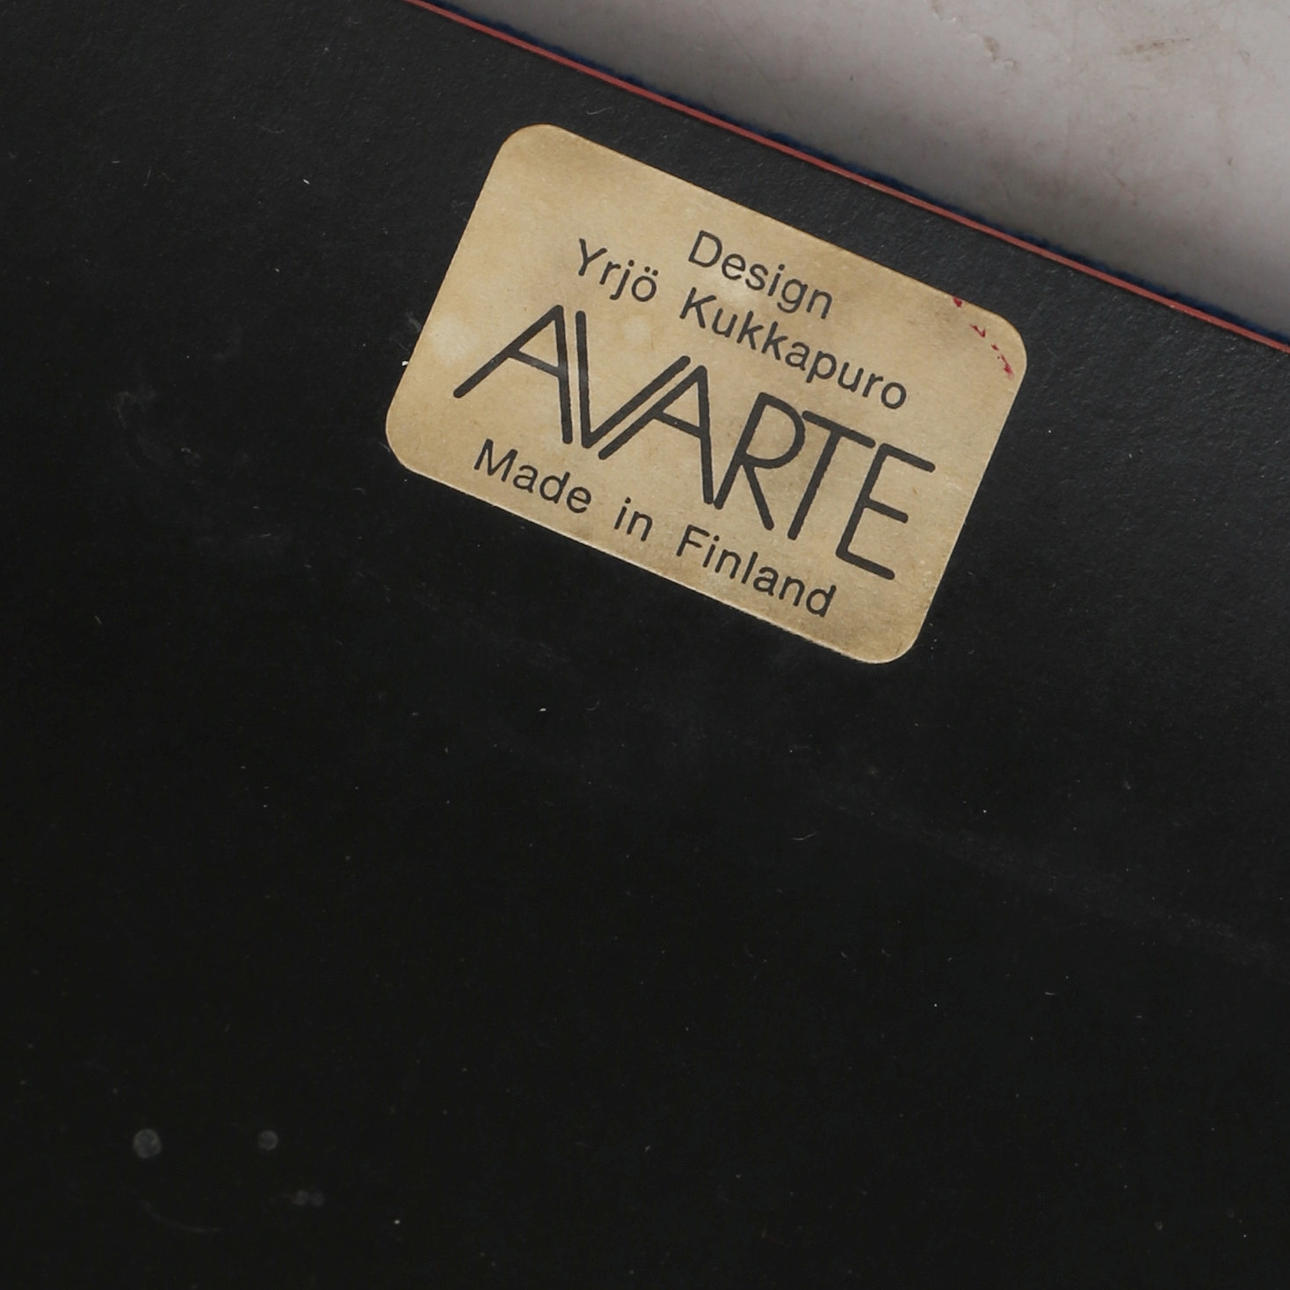 Design
Yrjö Kukkapuro
AVARTE
Made in Finland